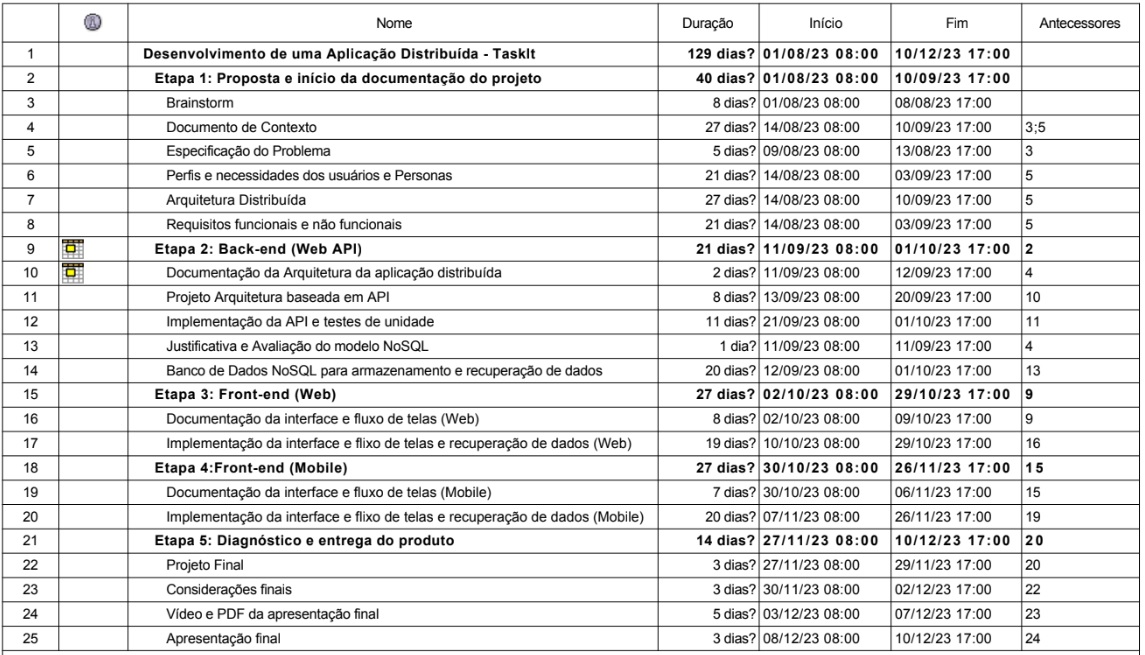 Nome Duração Início Fim Antecessores
1 Desenvolvimento de uma Aplicação Distribuída - TaskIt 129 dias? 01/08/23 08:00 10/12/23 17:00
2 Etapa 1: Proposta e início da documentação do projeto 40 dias? 01/08/23 08:00 10/09/23 17:00
3 Brainstorm 8 dias? 01/08/23 08:00 08/08/23 17:00
4 Documento de Contexto 27 dias? 14/08/23 08:00 10/09/23 17:00 3;5
5 Especificação do Problema 5 dias? 09/08/23 08:00 13/08/23 17:00 3
6 Perfis e necessidades dos usuários e Personas 21 dias? 14/08/23 08:00 03/09/23 17:00 5
7 Arquitetura Distribuída 27 dias? 14/08/23 08:00 10/09/23 17:00 5
8 Requisitos funcionais e não funcionais 21 dias? 14/08/23 08:00 03/09/23 17:00 5
9 Etapa 2: Back-end (Web API) 21 dias? 11/09/23 08:00 01/10/23 17:00 2
10 Documentação da Arquitetura da aplicação distribuída 2 dias? 11/09/23 08:00 12/09/23 17:00 4
11 Projeto Arquitetura baseada em API 8 dias? 13/09/23 08:00 20/09/23 17:00 10
12 Implementação da API e testes de unidade 11 dias? 21/09/23 08:00 01/10/23 17:00 11
13 Justificativa e Avaliação do modelo NoSQL 1 dia? 11/09/23 08:00 11/09/23 17:00 4
14 Banco de Dados NoSQL para armazenamento e recuperação de dados 20 dias? 12/09/23 08:00 01/10/23 17:00 13
15 Etapa 3: Front-end (Web) 27 dias? 02/10/23 08:00 29/10/23 17:00 9
16 Documentação da interface e fluxo de telas (Web) 8 dias? 02/10/23 08:00 09/10/23 17:00 9
17 Implementação da interface e flixo de telas e recuperação de dados (Web) 19 dias? 10/10/23 08:00 29/10/23 17:00 16
18 Etapa 4:Front-end (Mobile) 27 dias? 30/10/23 08:00 26/11/23 17:00 15
19 Documentação da interface e fluxo de telas (Mobile) 7 dias? 30/10/23 08:00 06/11/23 17:00 15
20 Implementação da interface e flixo de telas e recuperação de dados (Mobile) 20 dias? 07/11/23 08:00 26/11/23 17:00 19
21 Etapa 5: Diagnóstico e entrega do produto 14 dias? 27/11/23 08:00 10/12/23 17:00 20
22 Projeto Final 3 dias? 27/11/23 08:00 29/11/23 17:00 20
23 Considerações finais 3 dias? 30/11/23 08:00 02/12/23 17:00 22
24 Vídeo e PDF da apresentação final 5 dias? 03/12/23 08:00 07/12/23 17:00 23
25 Apresentação final 3 dias? 08/12/23 08:00 10/12/23 17:00 24